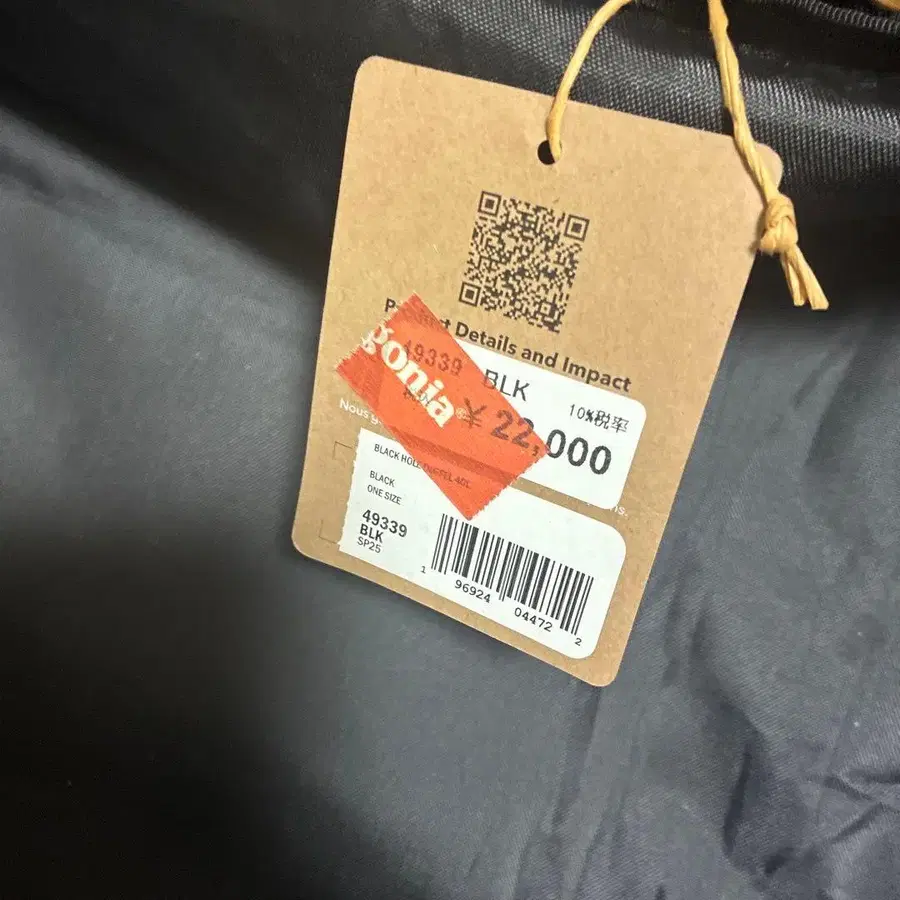 Details and Impact
49339 BLK
10%税率
¥ 22,000
gonia®
Nous
BLACK HOLE DUFFEL 40L
BLACK
ONE SIZE
49339
BLK
SP25
1 96924 04472 2